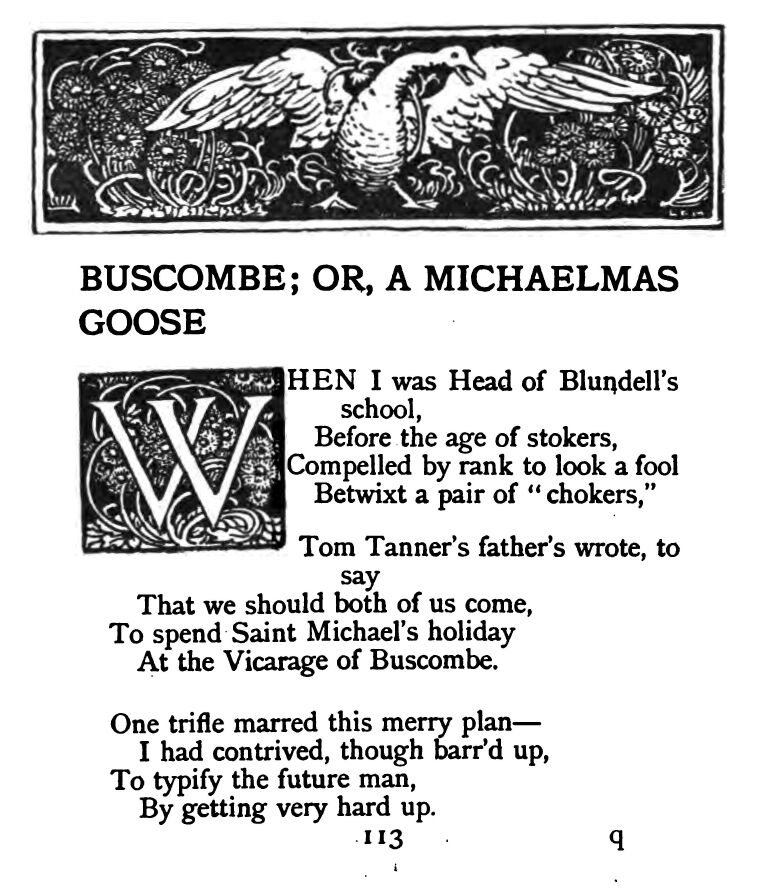 BUSCOMBE; OR, A MICHAELMAS
GOOSE
WHEN I was Head of Blundell's
school,
Before the age of stokers,
Compelled by rank to look a fool
Betwixt a pair of “chokers,”
Tom Tanner's father's wrote, to
say
That we should both of us come,
To spend Saint Michael's holiday
At the Vicarage of Buscombe.
One trifle marred this merry plan—
I had contrived, though barr'd up,
To typify the future man,
By getting very hard up.
113 q